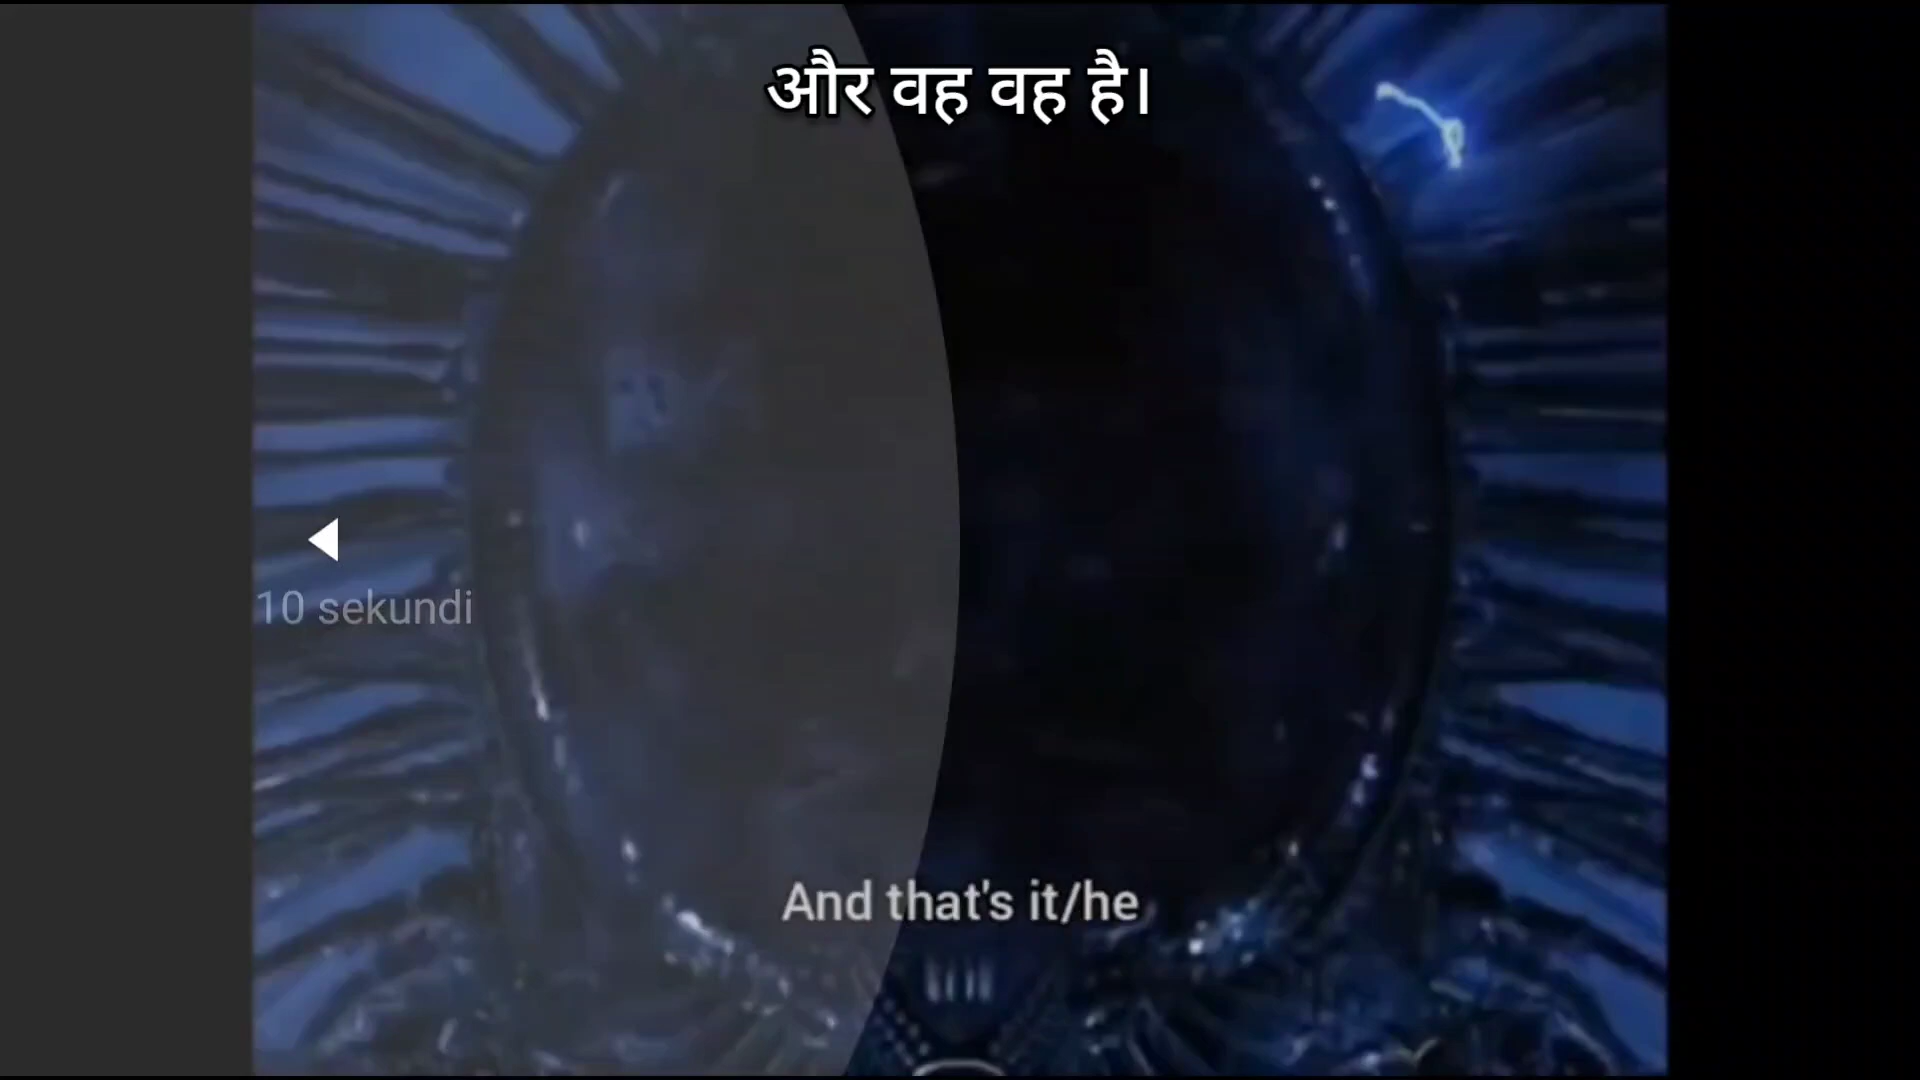 और वह वह है।
10 sekundi
And that's it/he